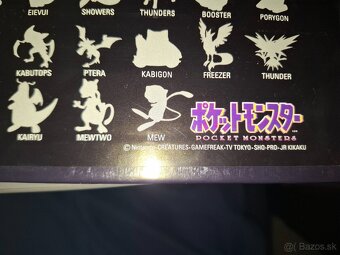 EIEVUI SHOWERS THUNDERS BOOSTER PORYGON
KABUTOPS PTERA KABIGON FREEZER THUNDER
KAIRYU MEWTWO MEW
ポケットモンスター
POCKET MONSTERS
©Nintendo・CREATURES・GAMEFREAK・TV TOKYO・SHO-PRO・JR KIKAKU
Bazos.sk